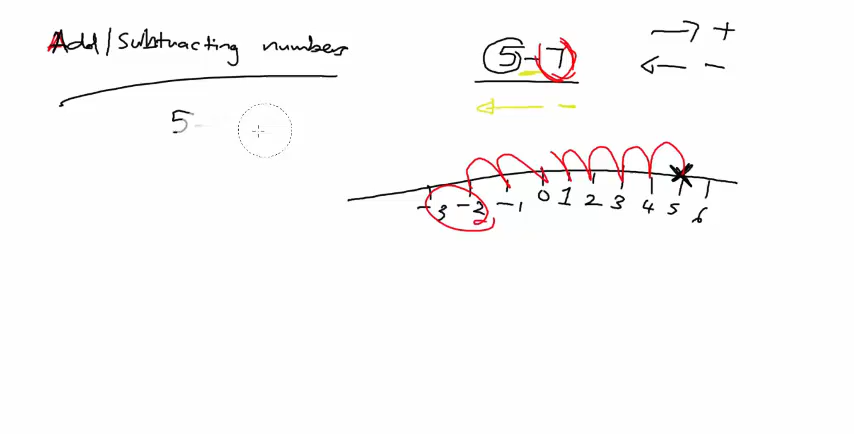 Add/Subtracting numbers
5-7
→ +
← -
← -
5
-3 -2 -1 0 1 2 3 4 5 6